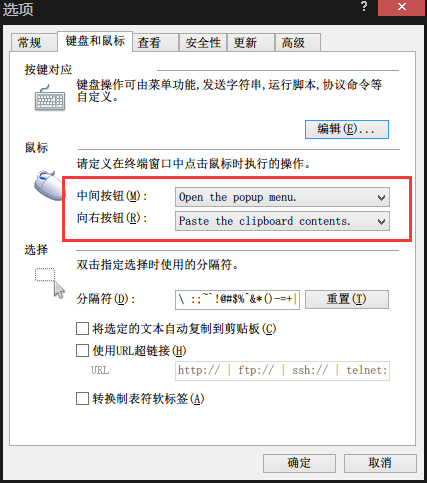 选项
? ×
常规 键盘和鼠标 查看 安全性 更新 高级
按键对应
键盘操作可由菜单功能,发送字符串,运行脚本,协议命令等
自定义。
编辑(E)...
鼠标
请定义在终端窗口中点击鼠标时执行的操作。
中间按钮(M): Open the popup menu.
向右按钮(R): Paste the clipboard contents.
选择
双击指定选择时使用的分隔符。
分隔符(D): \ :;~`!@#$%^&*()-=+| 重置(T)
将选定的文本自动复制到剪贴板(C)
使用URL超链接(H)
URL http:// | ftp:// | ssh:// | telnet:
转换制表符软标签(A)
确定 取消